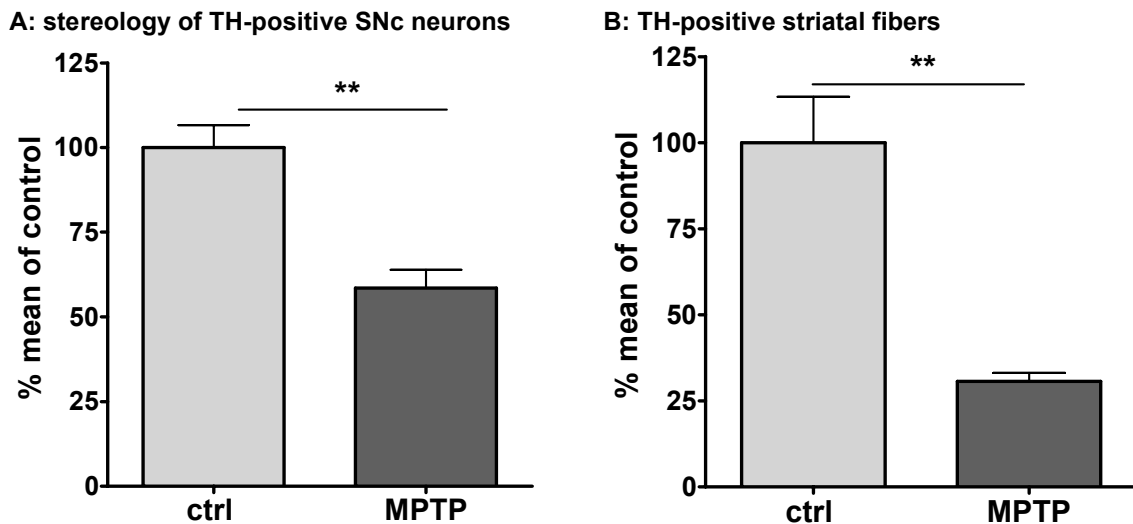 A: stereology of TH-positive SNc neurons
125
100
75
50
25
0
% mean of control
**
ctrl
MPTP
B: TH-positive striatal fibers
125
100
75
50
25
0
% mean of control
**
ctrl
MPTP